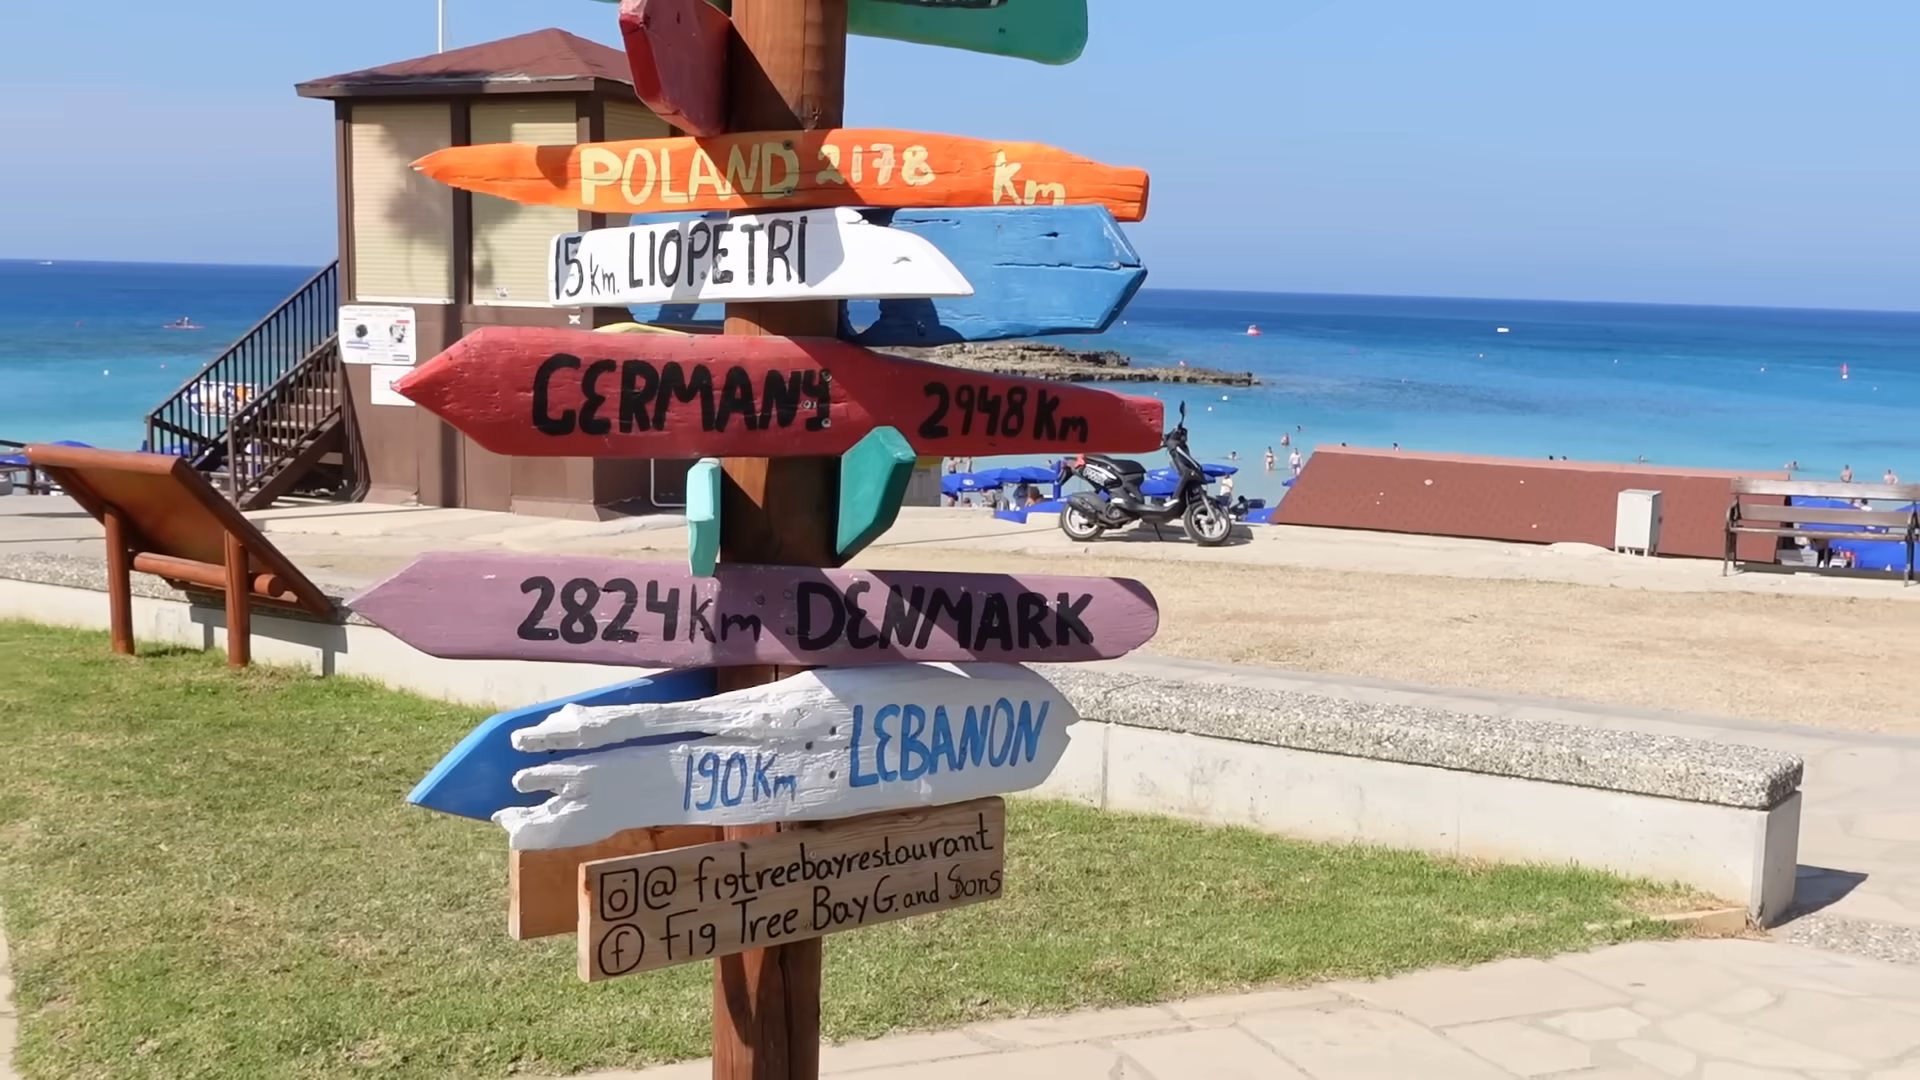 POLAND 2178 Km
15 km. LIOPETRI
GERMANY 2948 Km
2824 Km DENMARK
190 Km LEBANON
@ figtreebayrestaurant
f Fig Tree Bay G. and Sons